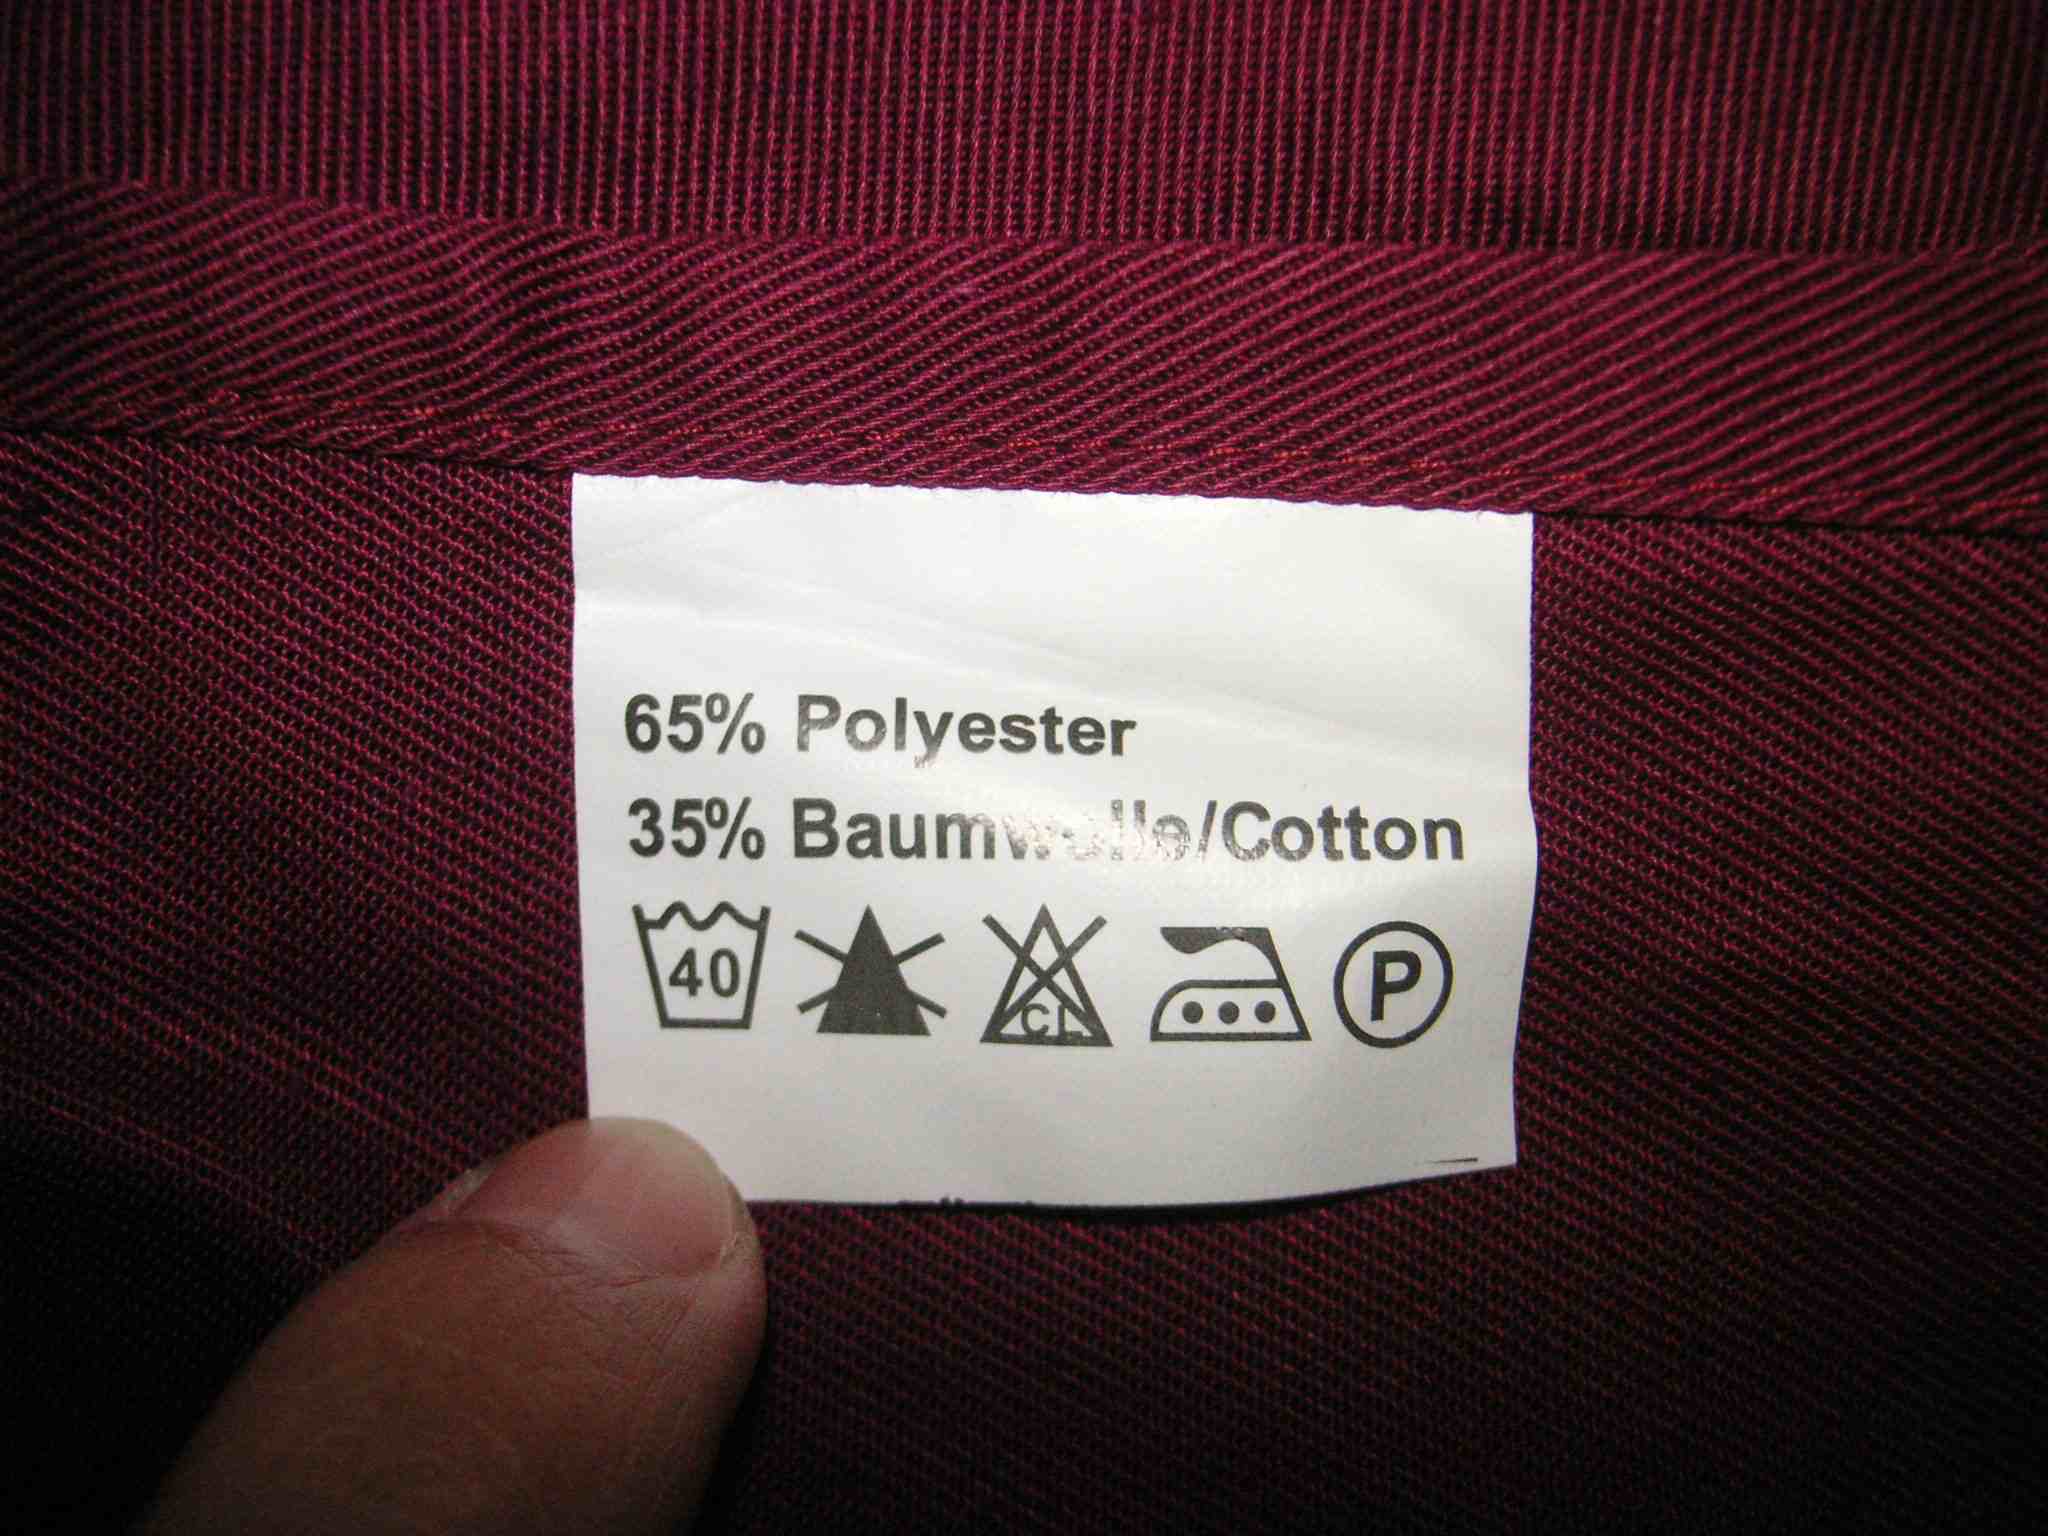 65% Polyester
35% Baumwolle/Cotton
40 CL P